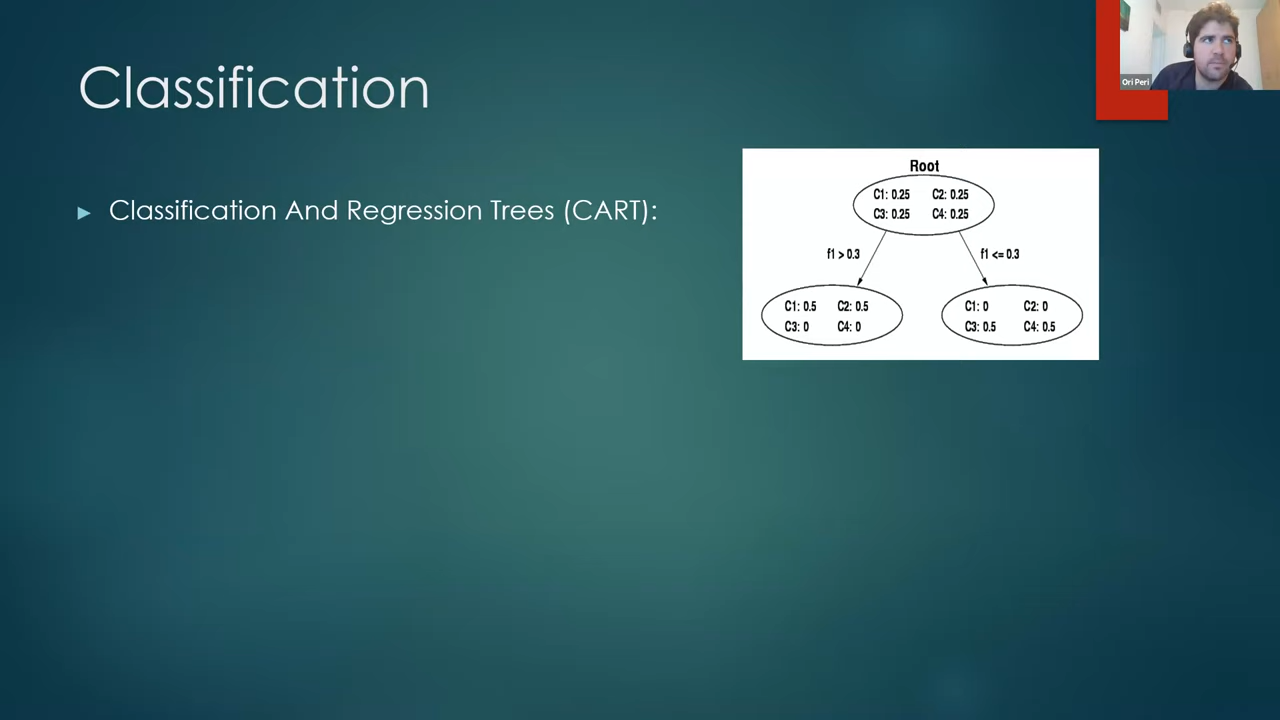 Classification
Ori Peri
Classification And Regression Trees (CART):
Root
C1: 0.25 C2: 0.25
C3: 0.25 C4: 0.25
f1 > 0.3 f1 <= 0.3
C1: 0.5 C2: 0.5 C1: 0 C2: 0
C3: 0 C4: 0 C3: 0.5 C4: 0.5